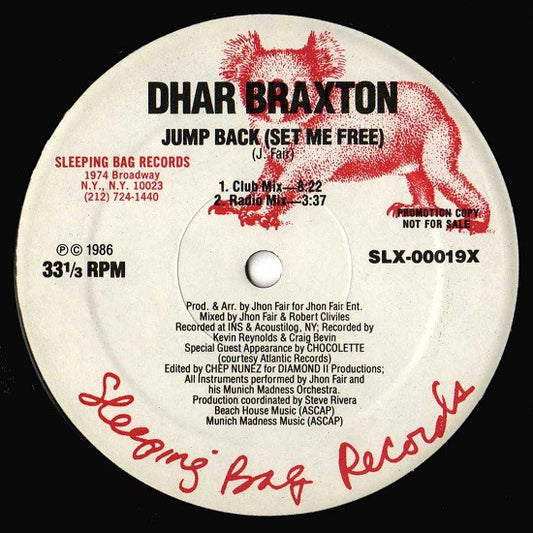 DHAR BRAXTON
JUMP BACK (SET ME FREE)
(J. Fair)
SLEEPING BAG RECORDS
1974 Broadway
N.Y., N.Y. 10023
(212) 724-1440
1. Club Mix—8:22
2. Radio Mix—3:37
PROMOTION COPY
NOT FOR SALE
℗ © 1986
33 1/3 RPM
SLX-00019X
Prod. & Arr. by Jhon Fair for Jhon Fair Ent.
Mixed by Jhon Fair & Robert Cliviles
Recorded at INS & Acoustilog, NY; Recorded by
Kevin Reynolds & Craig Bevin
Special Guest Appearance by CHOCOLETTE
(courtesy Atlantic Records)
Edited by CHEP NUNEZ for DIAMOND II Productions;
All Instruments performed by Jhon Fair and
his Munich Madness Orchestra.
Production coordinated by Steve Rivera
Beach House Music (ASCAP)
Munich Madness Music (ASCAP)
Sleeping Bag Records